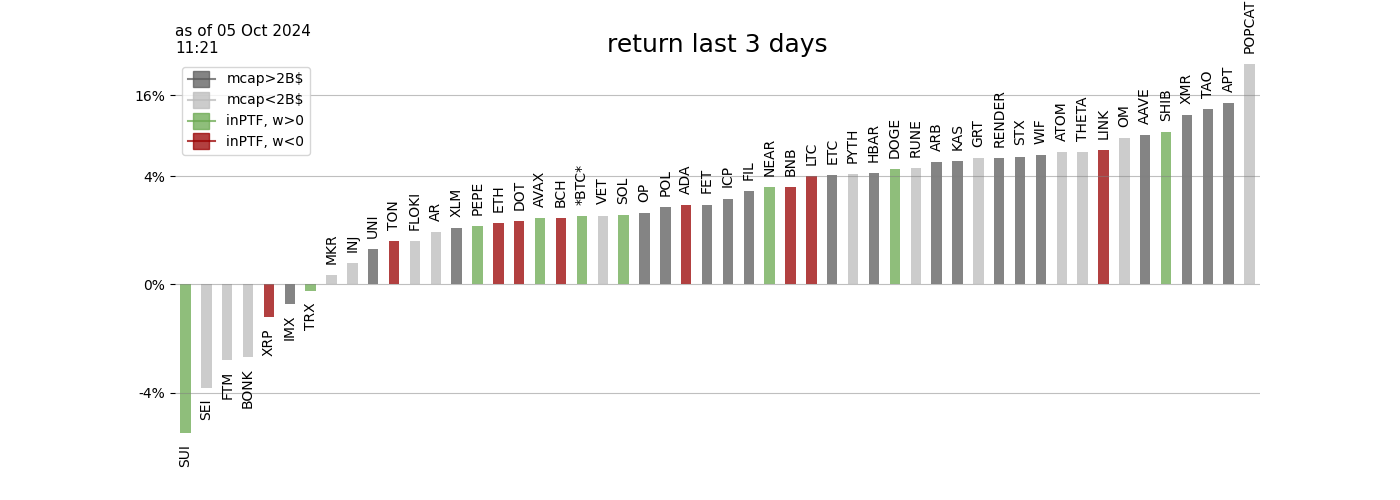 as of 05 Oct 2024
11:21
return last 3 days
mcap>2B$
mcap<2B$
inPTF, w>0
inPTF, w<0
16%
4%
0%
-4%
SUI
SEI
FTM
BONK
XRP
IMX
TRX
MKR
INJ
UNI
TON
FLOKI
AR
XLM
PEPE
ETH
DOT
AVAX
BCH
*BTC*
VET
SOL
OP
POL
ADA
FET
ICP
FIL
NEAR
BNB
LTC
ETC
PYTH
HBAR
DOGE
RUNE
ARB
KAS
GRT
RENDER
STX
WIF
ATOM
THETA
LINK
OM
AAVE
SHIB
XMR
TAO
APT
POPCAT